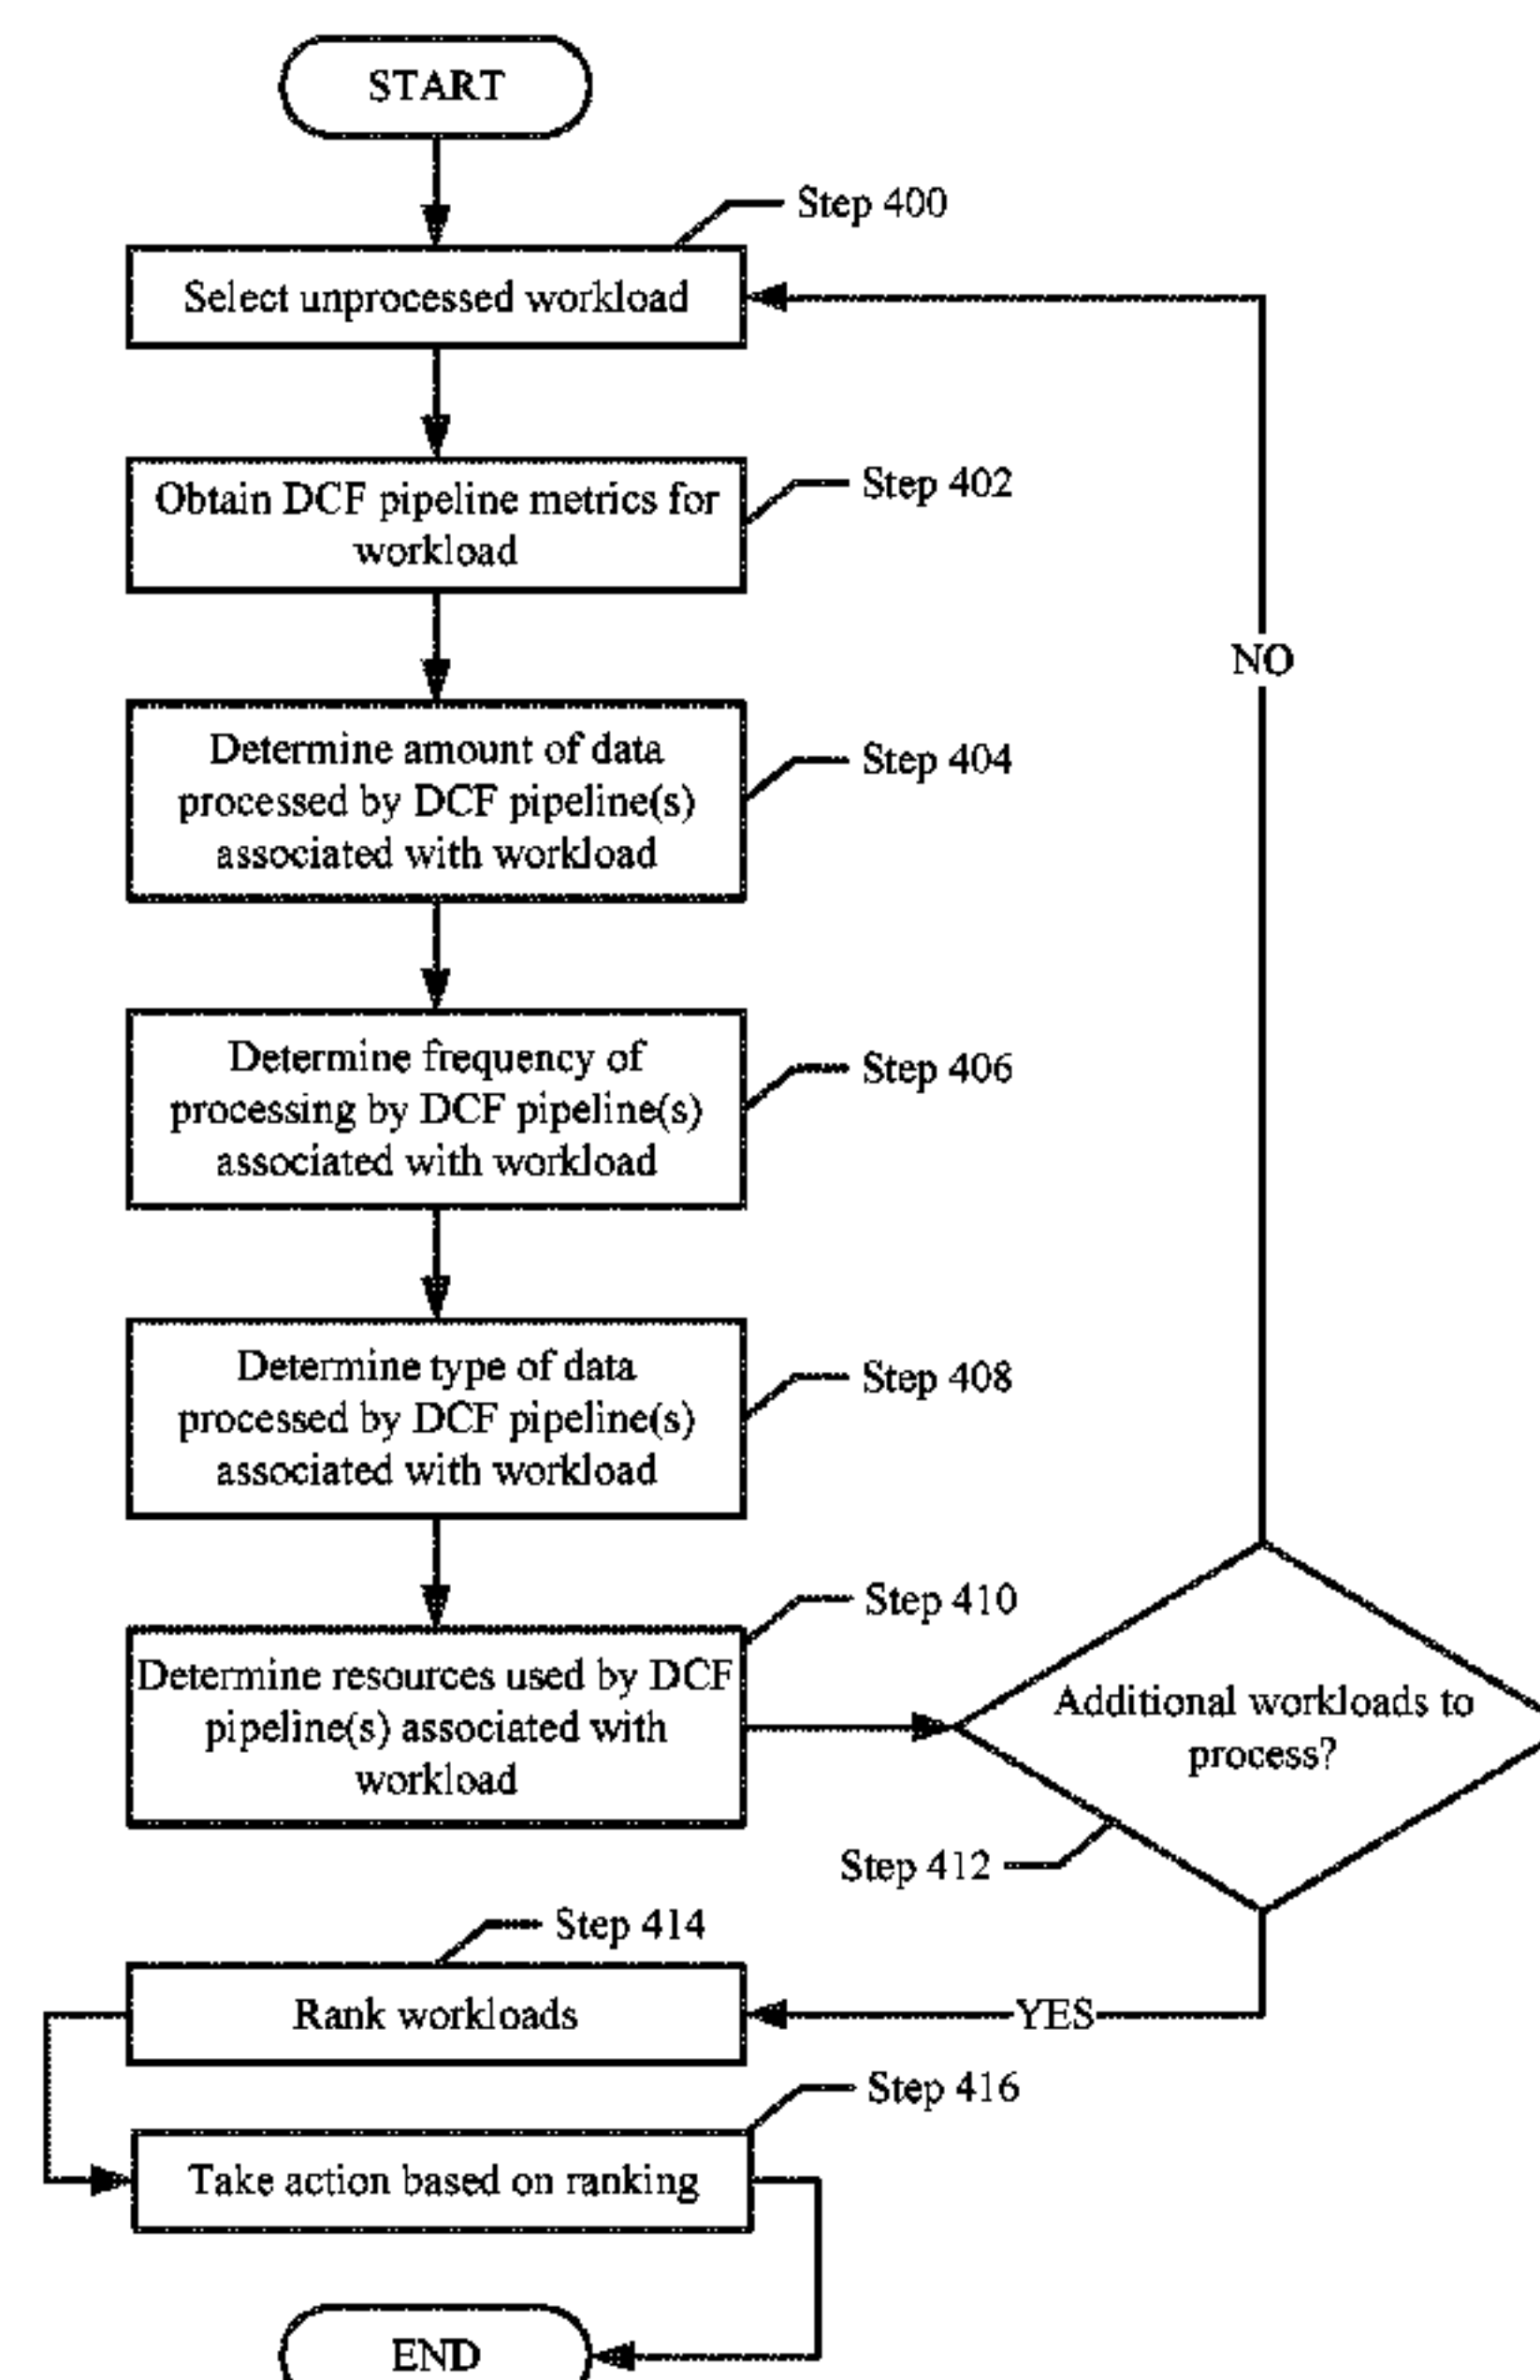 START
Step 400
Select unprocessed workload
Step 402
Obtain DCF pipeline metrics for
workload
NO
Step 404
Determine amount of data
processed by DCF pipeline(s)
associated with workload
Step 406
Determine frequency of
processing by DCF pipeline(s)
associated with workload
Step 408
Determine type of data
processed by DCF pipeline(s)
associated with workload
Step 410
Determine resources used by DCF
pipeline(s) associated with
workload
Additional workloads to
process?
Step 412
Step 414
Rank workloads
YES
Step 416
Take action based on ranking
END